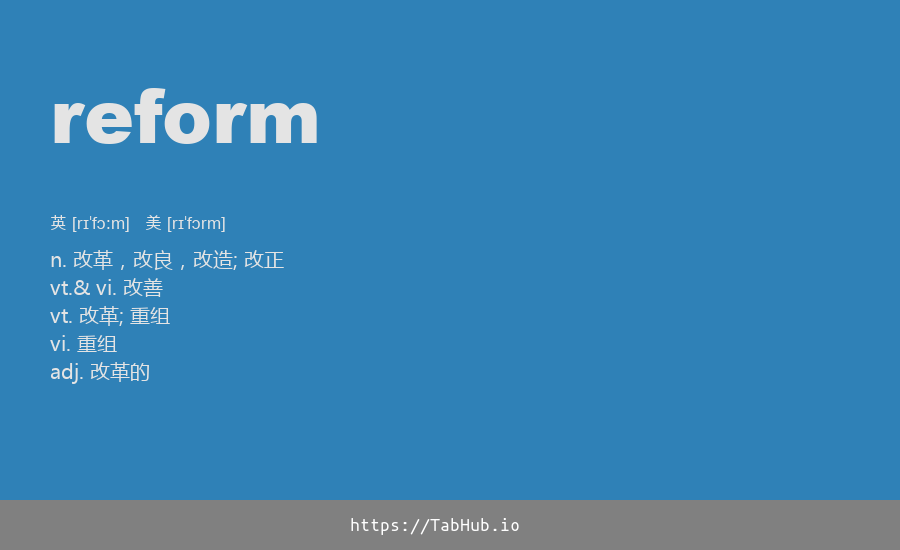 reform
英 [rɪˈfɔːm] 美 [rɪˈfɔrm]
n. 改革，改良，改造; 改正
vt.& vi. 改善
vt. 改革; 重组
vi. 重组
adj. 改革的
https://TabHub.io